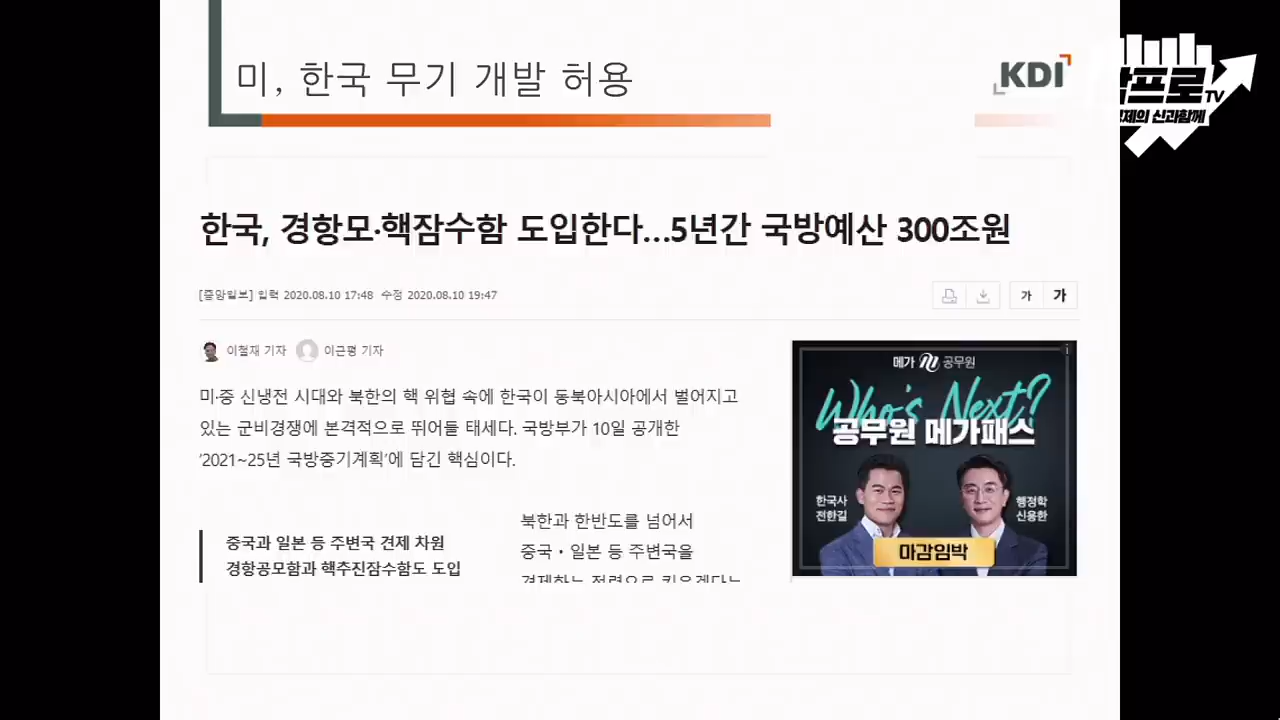 미, 한국 무기 개발 허용
KDI
프로TV
경제의 신과함께
한국, 경항모·핵잠수함 도입한다...5년간 국방예산 300조원
[중앙일보] 입력 2020.08.10 17:48 수정 2020.08.10 19:47
가 가
이철재 기자 이근평 기자
미·중 신냉전 시대와 북한의 핵 위협 속에 한국이 동북아시아에서 벌어지고
있는 군비경쟁에 본격적으로 뛰어들 태세다. 국방부가 10일 공개한
‘2021~25년 국방중기계획’에 담긴 핵심이다.
중국과 일본 등 주변국 견제 차원
경항공모함과 핵추진잠수함도 도입
북한과 한반도를 넘어서
중국·일본 등 주변국을
메가 공무원
Who's Next?
공무원 메가패스
한국사
전한길
행정학
신용한
마감임박